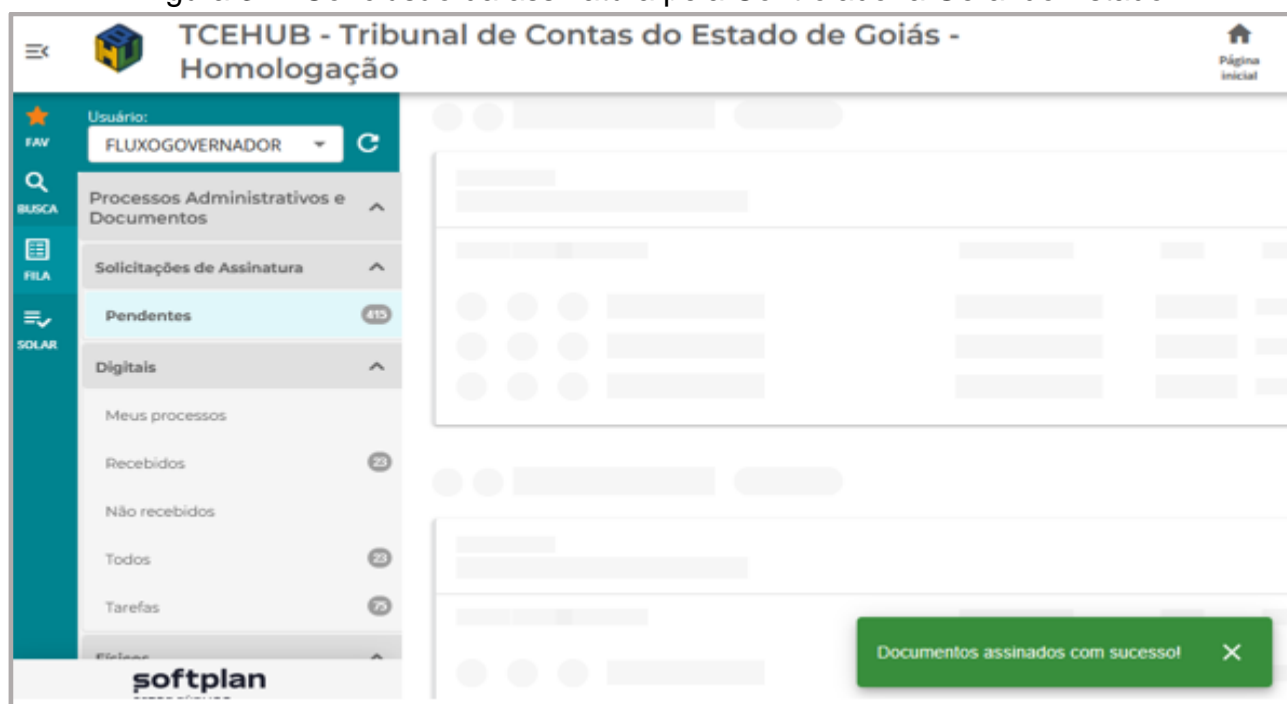 TCEHUB - Tribunal de Contas do Estado de Goiás -
Homologação
Página
inicial
FAV
BUSCA
FILA
SOLAR
Usuário:
FLUXOGOVERNADOR
Processos Administrativos e
Documentos
Solicitações de Assinatura
Pendentes 415
Digitais
Meus processos
Recebidos 23
Não recebidos
Todos 23
Tarefas 75
Físicos
softplan
Documentos assinados com sucesso!